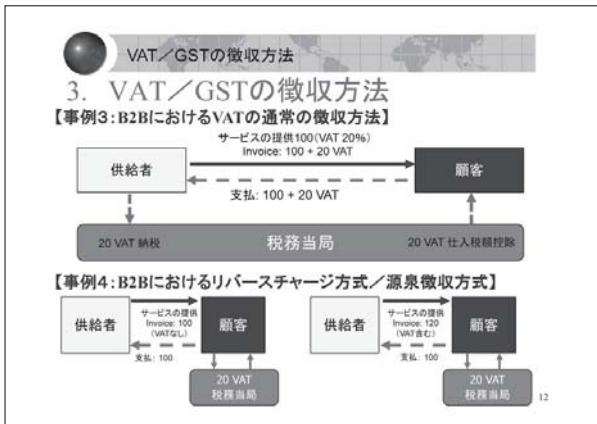 VAT／GSTの徴収方法
3. VAT／GSTの徴収方法
【事例3：B2BにおけるVATの通常の徴収方法】
サービスの提供100（VAT 20%）
Invoice: 100 + 20 VAT
供給者
顧客
支払: 100 + 20 VAT
20 VAT 納税
税務当局
20 VAT 仕入税額控除
【事例4：B2Bにおけるリバースチャージ方式／源泉徴収方式】
供給者
サービスの提供
Invoice: 100
（VATなし）
顧客
支払: 100
20 VAT
税務当局
供給者
サービスの提供
Invoice: 120
（VAT含む）
顧客
支払: 100
20 VAT
税務当局
12